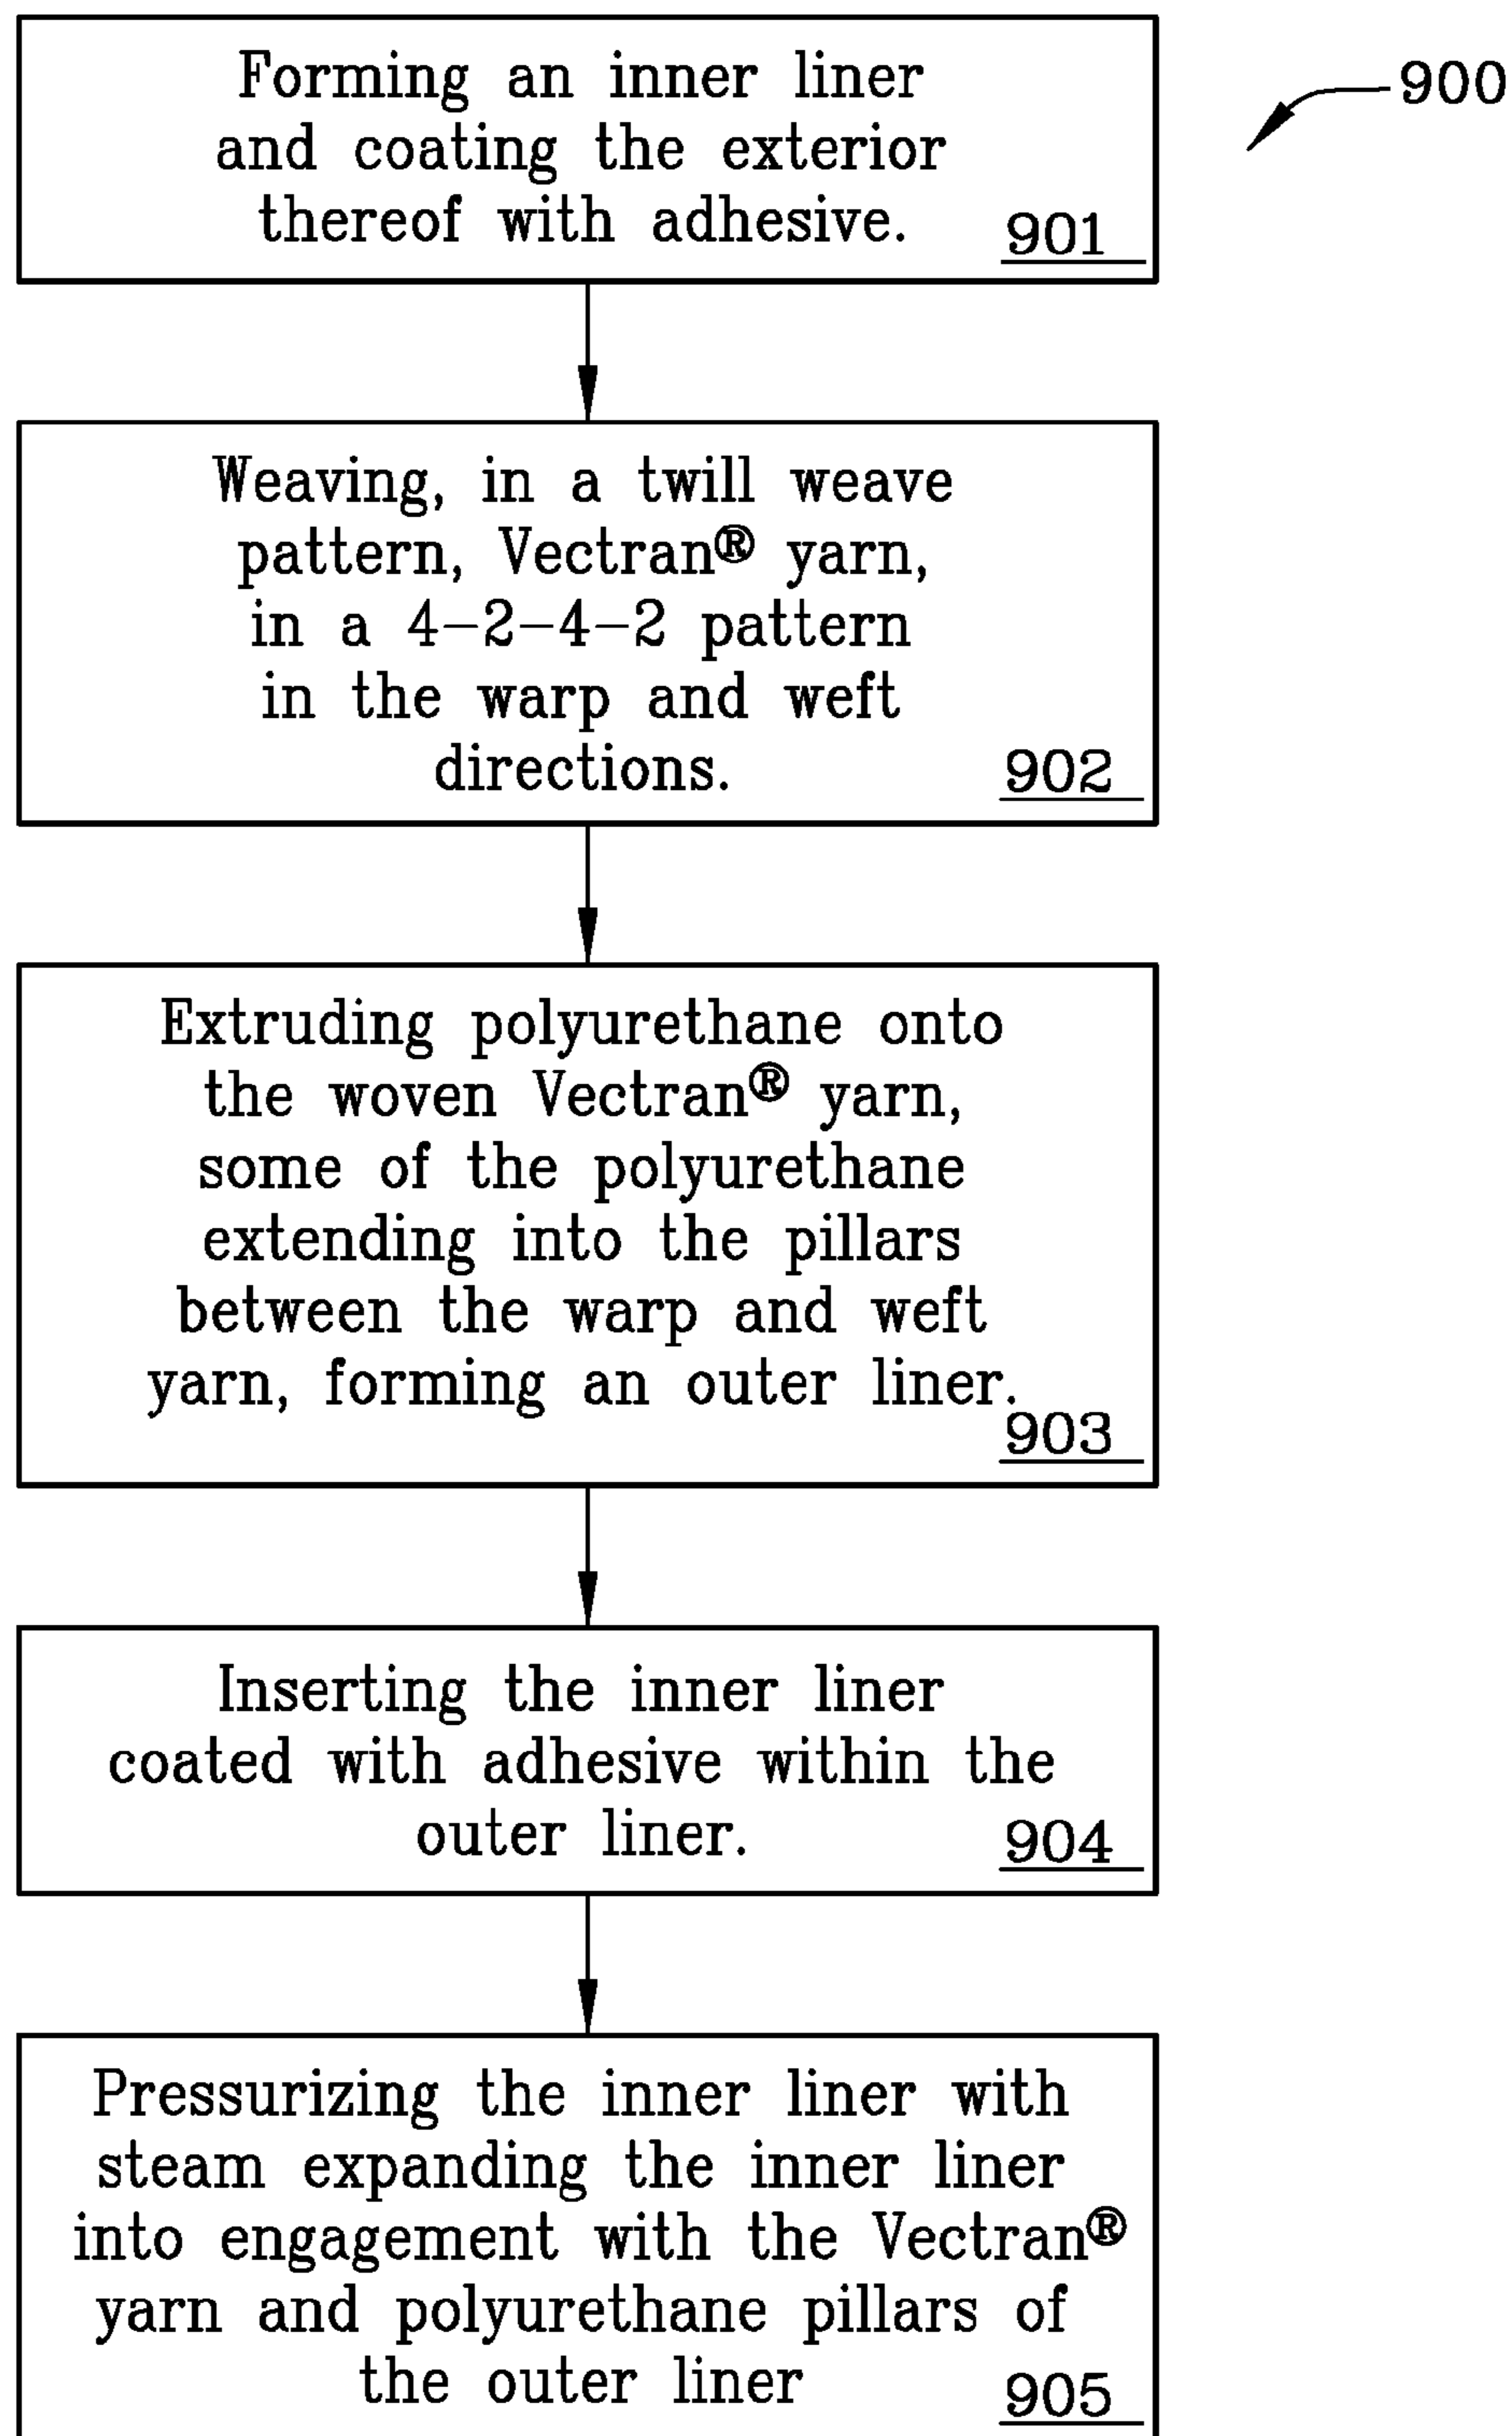 Forming an inner liner
and coating the exterior
thereof with adhesive.
901
900
Weaving, in a twill weave
pattern, Vectran® yarn,
in a 4-2-4-2 pattern
in the warp and weft
directions.
902
Extruding polyurethane onto
the woven Vectran® yarn,
some of the polyurethane
extending into the pillars
between the warp and weft
yarn, forming an outer liner.
903
Inserting the inner liner
coated with adhesive within the
outer liner.
904
Pressurizing the inner liner with
steam expanding the inner liner
into engagement with the Vectran®
yarn and polyurethane pillars of
the outer liner
905